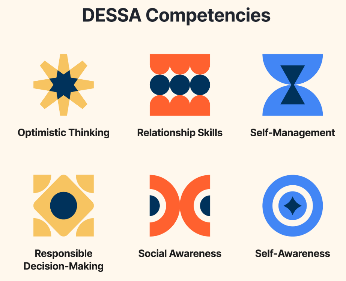 DESSA Competencies
Optimistic Thinking
Relationship Skills
Self-Management
Responsible
Decision-Making
Social Awareness
Self-Awareness